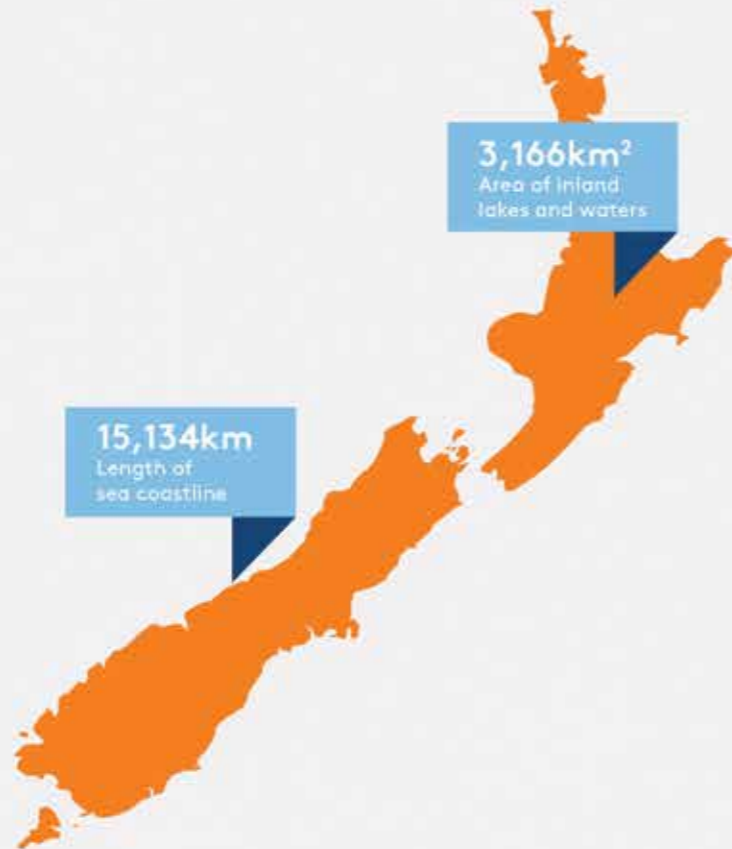 3,166km²
Area of inland
lakes and waters
15,134km
Length of
sea coastline